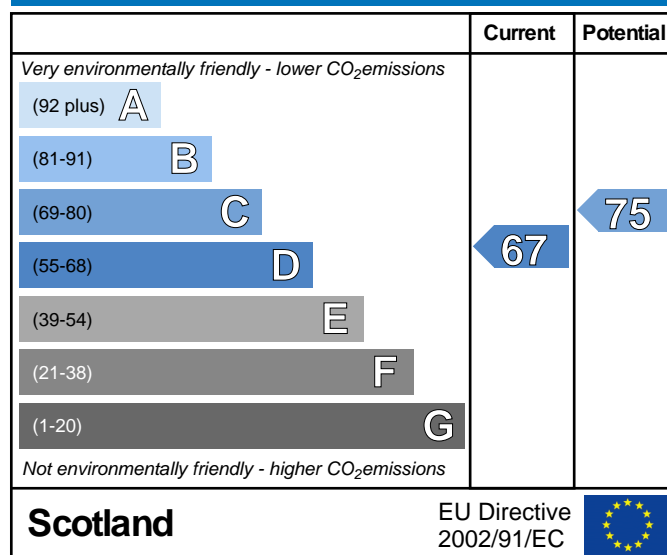 Current Potential
Very environmentally friendly - lower CO₂emissions
(92 plus) A
(81-91) B
(69-80) C
(55-68) D
(39-54) E
(21-38) F
(1-20) G
67
75
Not environmentally friendly - higher CO₂emissions
Scotland
EU Directive
2002/91/EC